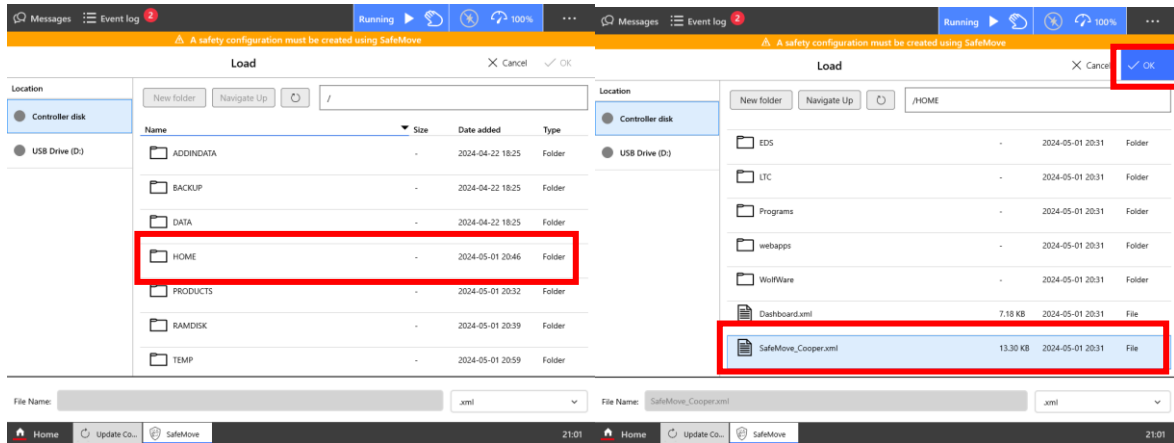 Messages Event log 2 Running 100% ...
A safety configuration must be created using SafeMove
Load Cancel OK
Location
New folder Navigate Up /
Controller disk
Name Size Date added Type
USB Drive (D:)
ADDINDATA - 2024-04-22 18:25 Folder
BACKUP - 2024-04-22 18:25 Folder
DATA - 2024-04-22 18:25 Folder
HOME - 2024-05-01 20:46 Folder
PRODUCTS - 2024-05-01 20:32 Folder
RAMDISK - 2024-05-01 20:39 Folder
TEMP - 2024-05-01 20:59 Folder
File Name: .xml
Home Update Co... SafeMove 21:01
Messages Event log 2 Running 100% ...
A safety configuration must be created using SafeMove
Load Cancel OK
Location
New folder Navigate Up /HOME
Controller disk
USB Drive (D:)
EDS - 2024-05-01 20:31 Folder
LTC - 2024-05-01 20:31 Folder
Programs - 2024-05-01 20:31 Folder
webapps - 2024-05-01 20:31 Folder
WolfWare - 2024-05-01 20:31 Folder
Dashboard.xml 7.18 KB 2024-05-01 20:31 File
SafeMove_Cooper.xml 13.30 KB 2024-05-01 20:31 File
File Name: SafeMove_Cooper.xml .xml
Home Update Co... SafeMove 21:01